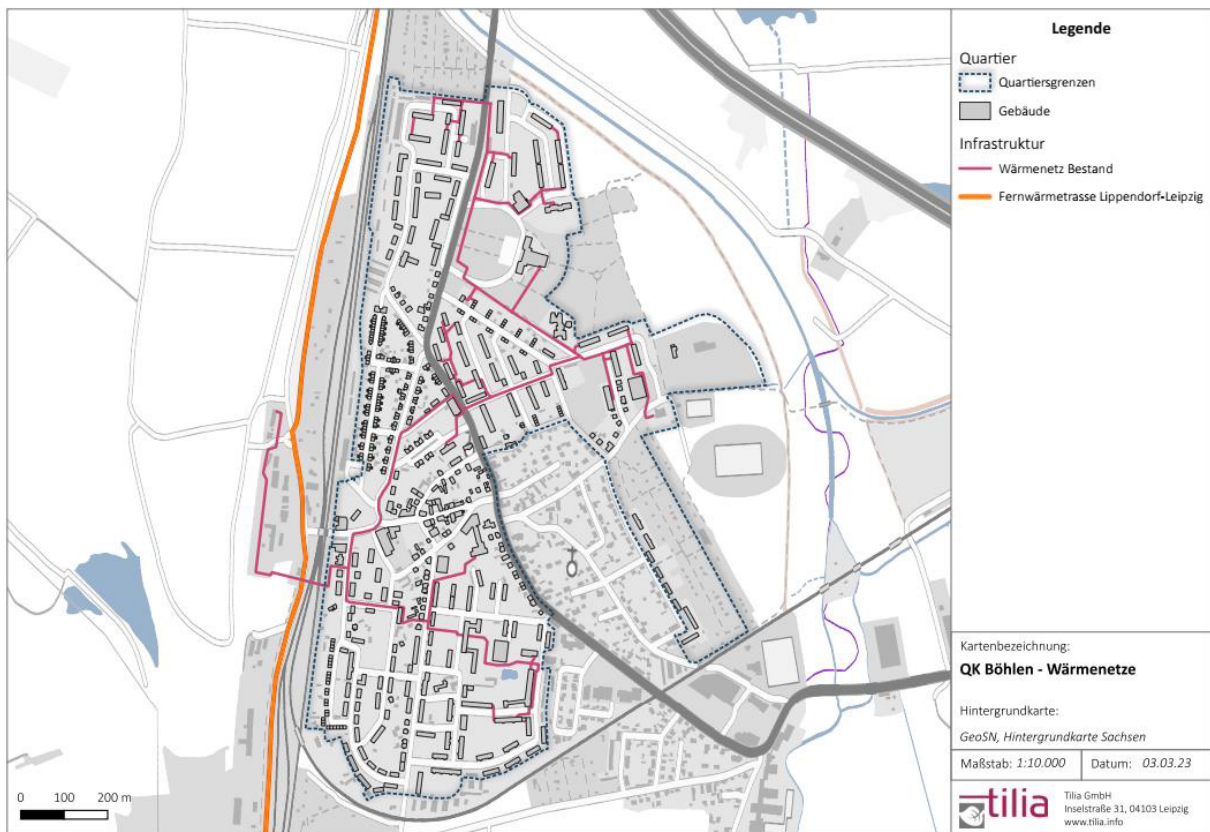 Legende
Quartier
Quartiersgrenzen
Gebäude
Infrastruktur
Wärmenetz Bestand
Fernwärmetrasse Lippendorf-Leipzig
Kartenbezeichnung:
QK Böhlen - Wärmenetze
Hintergrundkarte:
GeoSN, Hintergrundkarte Sachsen
Maßstab: 1:10.000
Datum: 03.03.23
tilia
Tilia GmbH
Inselstraße 31, 04103 Leipzig
www.tilia.info
0 100 200 m